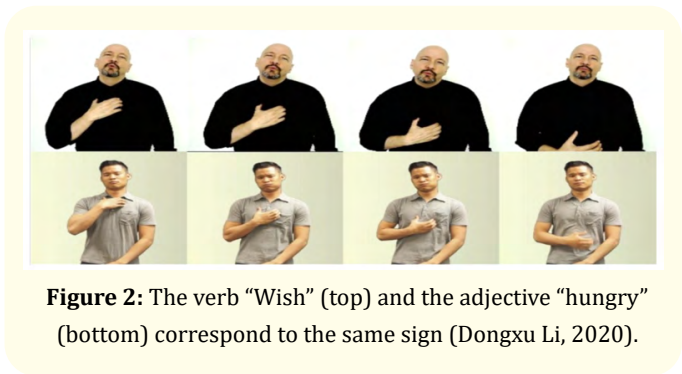 Figure 2: The verb “Wish” (top) and the adjective “hungry”
(bottom) correspond to the same sign (Dongxu Li, 2020).